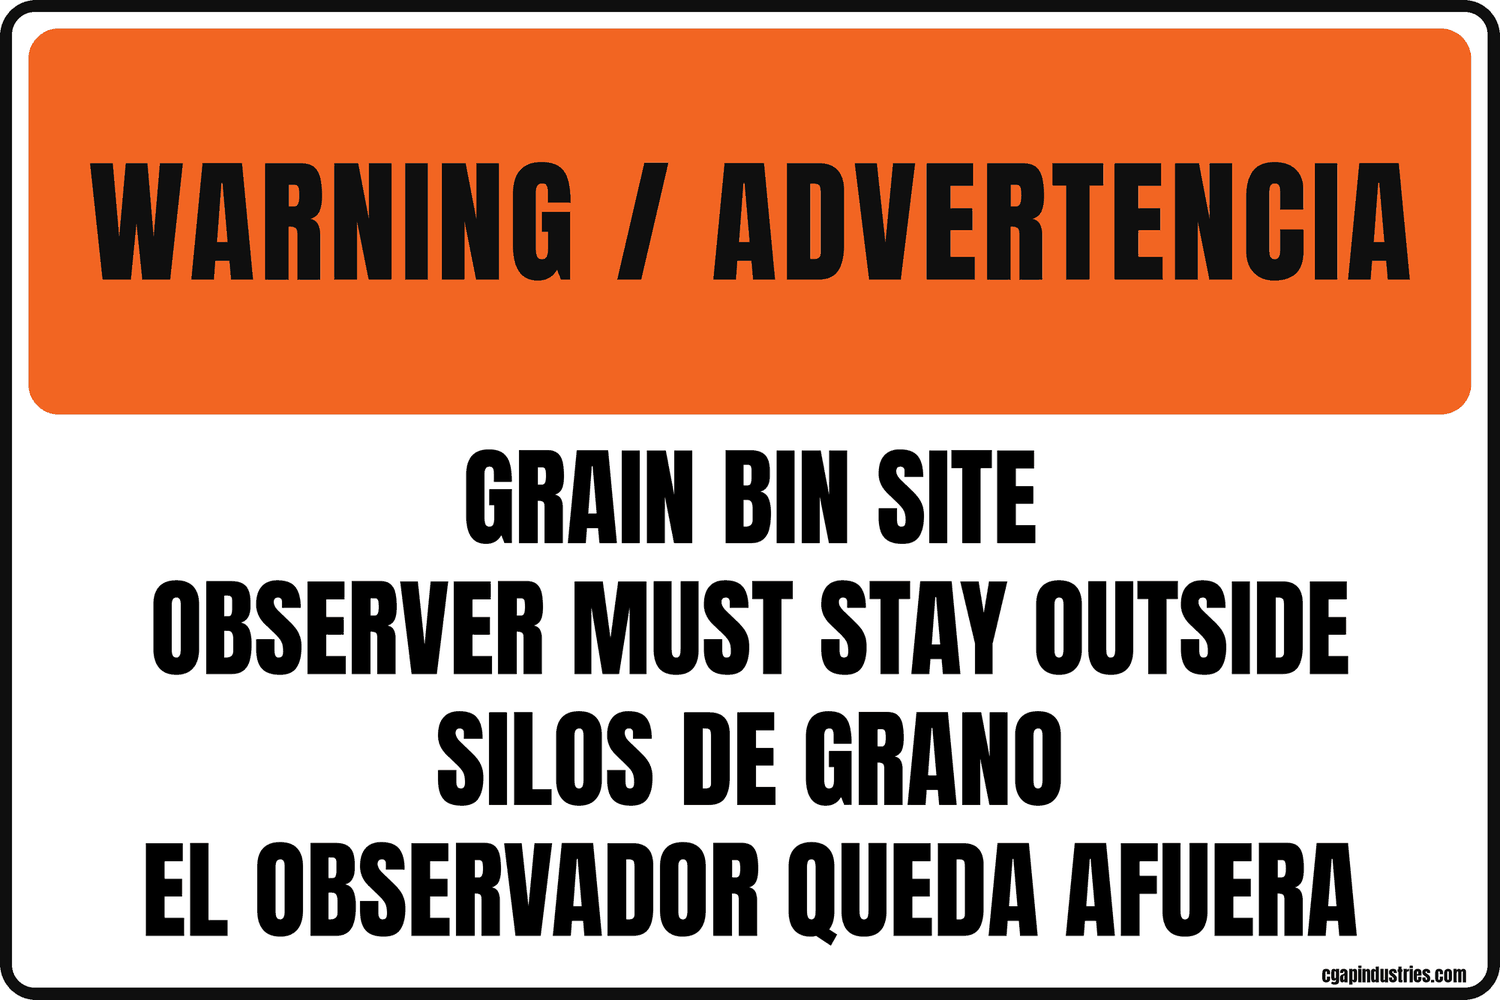 WARNING / ADVERTENCIA
GRAIN BIN SITE
OBSERVER MUST STAY OUTSIDE
SILOS DE GRANO
EL OBSERVADOR QUEDA AFUERA
cgapindustries.com